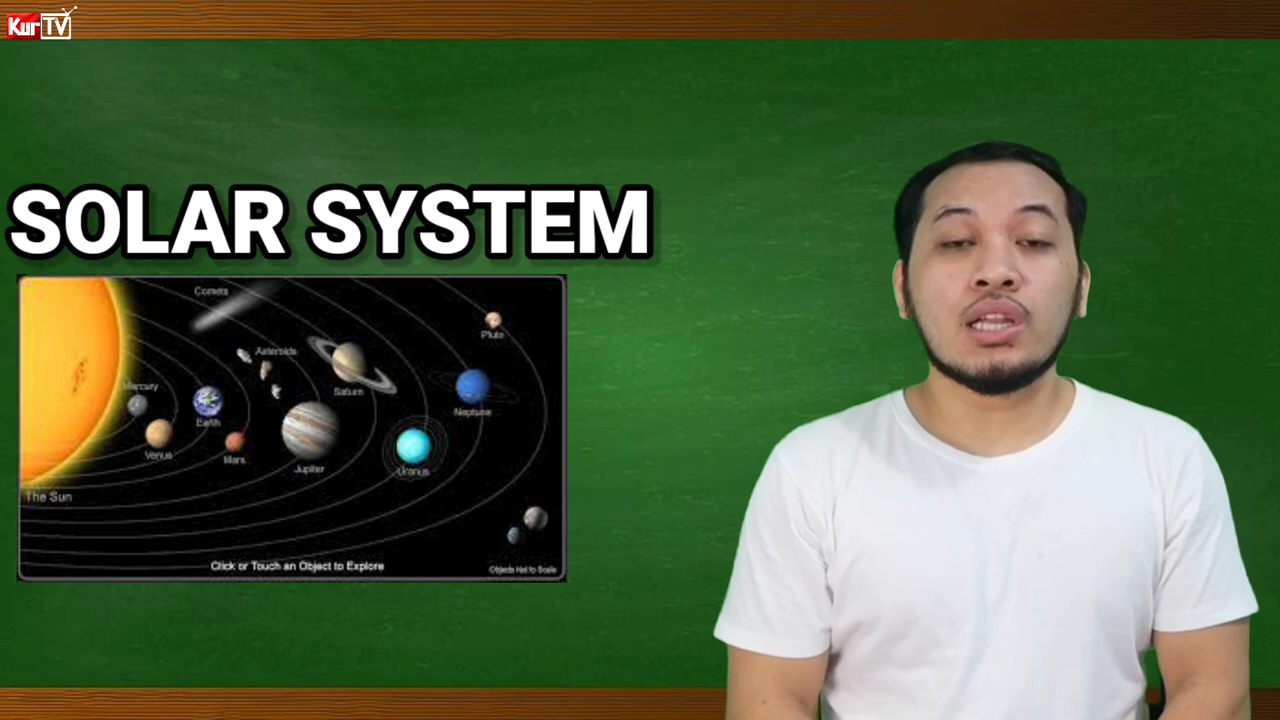 KurTV
SOLAR SYSTEM
Comets
Pluto
Asteroids
Mercury
Saturn
Neptune
Earth
Venus
Mars
Jupiter
Uranus
The Sun
Click or Touch an Object to Explore
Objects Not to Scale